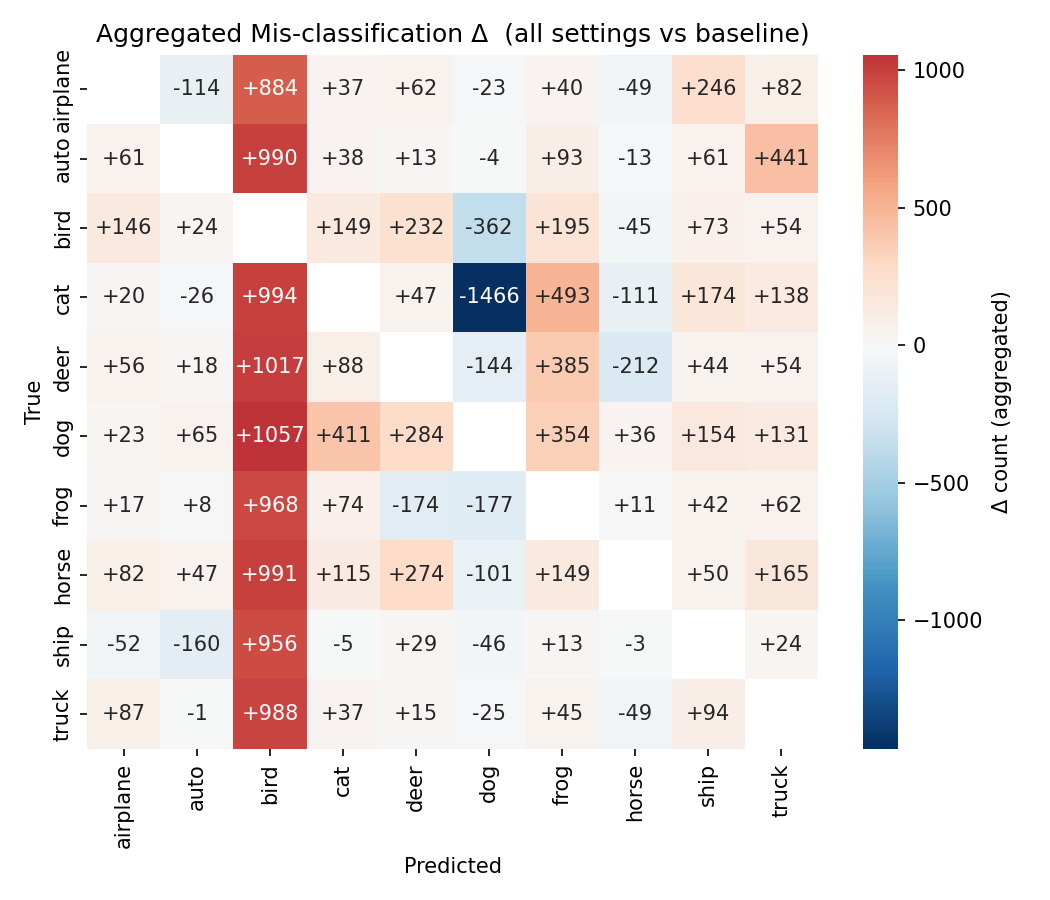 Aggregated Mis-classification Δ  (all settings vs baseline)
airplane -114 +884 +37 +62 -23 +40 -49 +246 +82
auto +61 +990 +38 +13 -4 +93 -13 +61 +441
bird +146 +24 +149 +232 -362 +195 -45 +73 +54
cat +20 -26 +994 +47 -1466 +493 -111 +174 +138
deer +56 +18 +1017 +88 -144 +385 -212 +44 +54
dog +23 +65 +1057 +411 +284 +354 +36 +154 +131
frog +17 +8 +968 +74 -174 -177 +11 +42 +62
horse +82 +47 +991 +115 +274 -101 +149 +50 +165
ship -52 -160 +956 -5 +29 -46 +13 -3 +24
truck +87 -1 +988 +37 +15 -25 +45 -49 +94
airplane auto bird cat deer dog frog horse ship truck
Predicted
True
1000
500
0
−500
−1000
Δ count (aggregated)